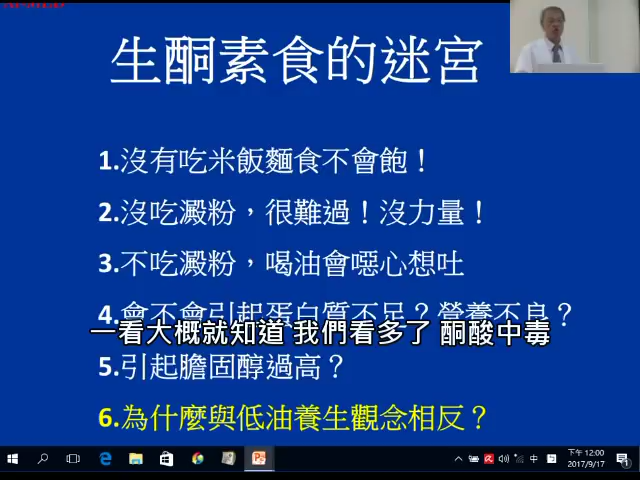 生酮素食的迷宮
1.沒有吃米飯麵食不會飽！
2.沒吃澱粉，很難過！沒力量！
3.不吃澱粉，喝油會噁心想吐
4.會不會引起蛋白質不足？營養不良？
一看大概就知道 我們看多了 酮酸中毒
5.引起膽固醇過高？
6.為什麼與低油養生觀念相反？
中
下午 12:00
2017/9/17